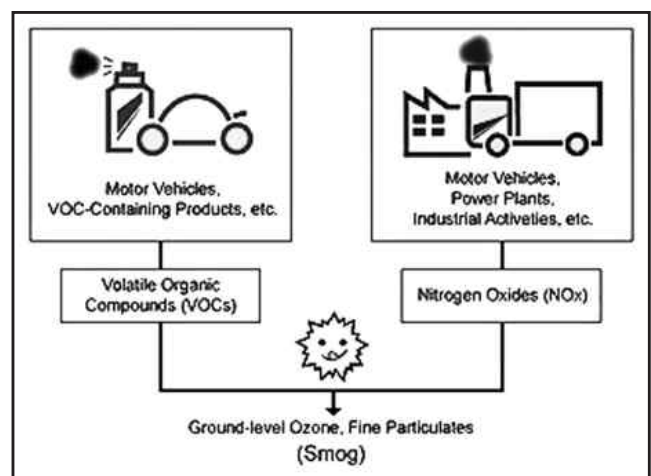 Motor Vehicles,
VOC-Containing Products, etc.
Motor Vehicles,
Power Plants,
Industrial Activeties, etc.
Volatile Organic
Compounds (VOCs)
Nitrogen Oxides (NOx)
Ground-level Ozone, Fine Particulates
(Smog)